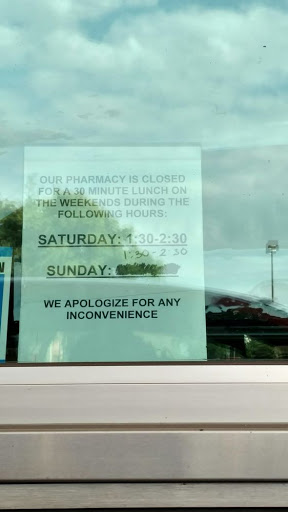 OUR PHARMACY IS CLOSED
FOR A 30 MINUTE LUNCH ON
THE WEEKENDS DURING THE
FOLLOWING HOURS:
SATURDAY: 1:30-2:30
1:30-2:30
SUNDAY:
WE APOLOGIZE FOR ANY
INCONVENIENCE